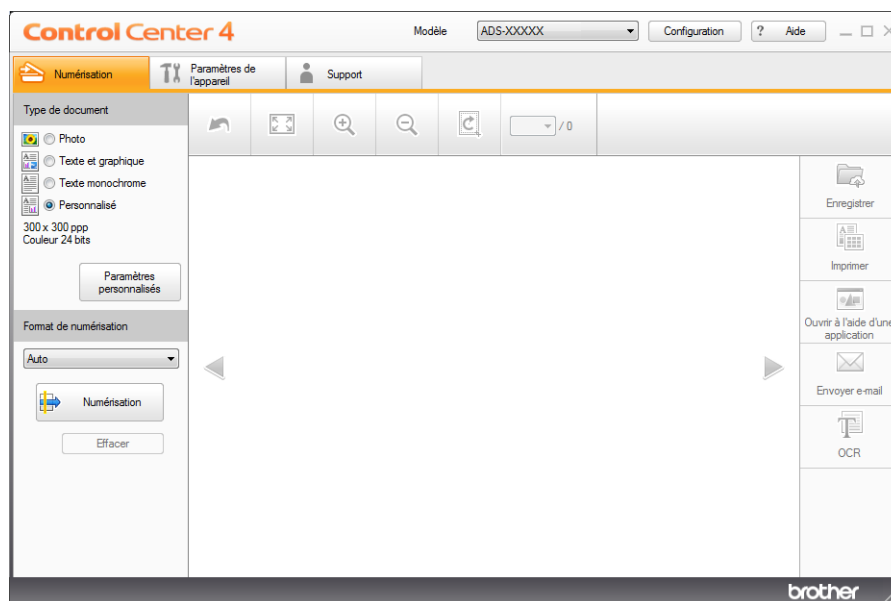 Control Center 4
Modèle
ADS-XXXXX
Configuration
? Aide
Numérisation
Paramètres de
l'appareil
Support
Type de document
Photo
Texte et graphique
Texte monochrome
Personnalisé
300 x 300 ppp
Couleur 24 bits
Paramètres
personnalisés
Format de numérisation
Auto
Numérisation
Effacer
/ 0
Enregistrer
Imprimer
Ouvrir à l'aide d'une
application
Envoyer e-mail
OCR
brother